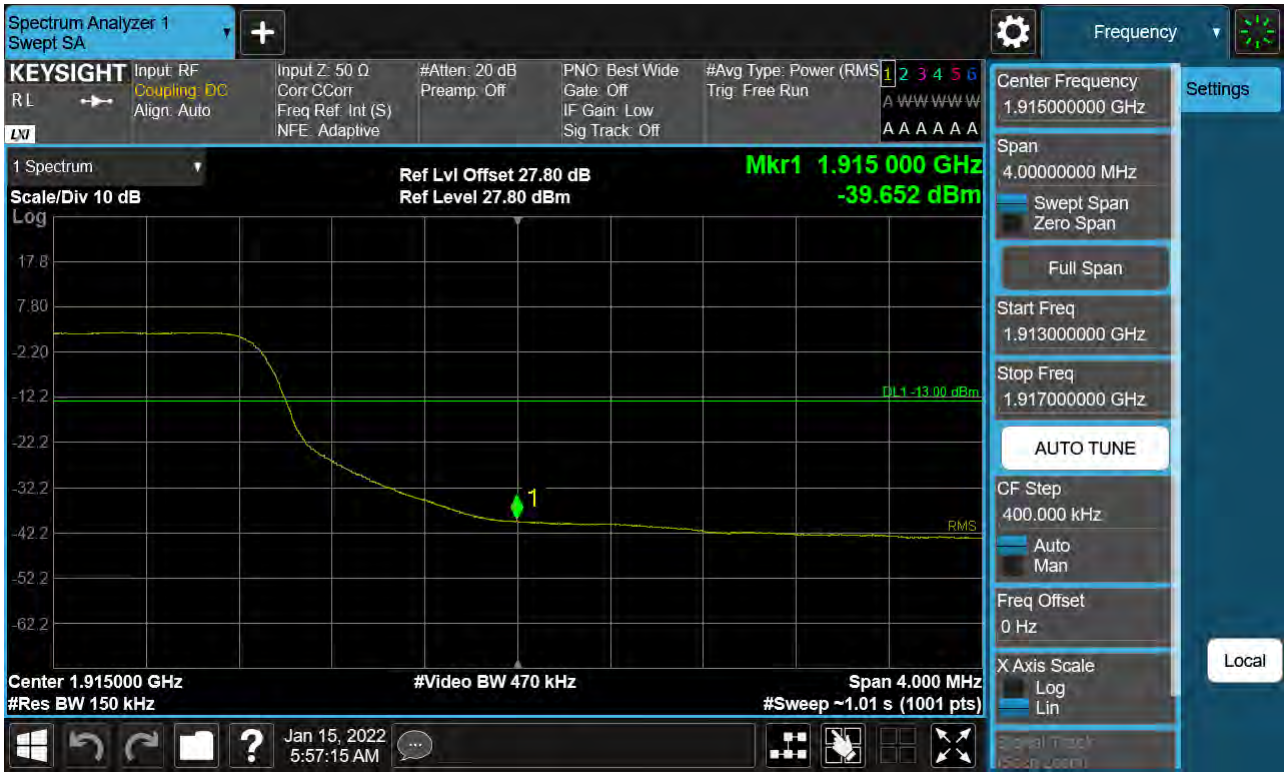 Spectrum Analyzer 1
Swept SA
+
Frequency
KEYSIGHT
RL
LXI
Input: RF
Coupling: DC
Align: Auto
Input Z: 50 Ω
Corr CCorr
Freq Ref: Int (S)
NFE: Adaptive
#Atten: 20 dB
Preamp: Off
PNO: Best Wide
Gate: Off
IF Gain: Low
Sig Track: Off
#Avg Type: Power (RMS
Trig: Free Run
1 2 3 4 5 6
A W W W W W
A A A A A A
1 Spectrum
Scale/Div 10 dB
Log
Ref Lvl Offset 27.80 dB
Ref Level 27.80 dBm
Mkr1 1.915 000 GHz
-39.652 dBm
17.8
7.80
-2.20
-12.2
-22.2
-32.2
-42.2
-52.2
-62.2
DL1 -13.00 dBm
1
RMS
Center 1.915000 GHz
#Res BW 150 kHz
#Video BW 470 kHz
Span 4.000 MHz
#Sweep ~1.01 s (1001 pts)
Center Frequency
1.915000000 GHz
Span
4.00000000 MHz
Swept Span
Zero Span
Full Span
Start Freq
1.913000000 GHz
Stop Freq
1.917000000 GHz
AUTO TUNE
CF Step
400.000 kHz
Auto
Man
Freq Offset
0 Hz
X Axis Scale
Log
Lin
Signal Track
(Span Zoom)
Settings
Local
?
Jan 15, 2022
5:57:15 AM